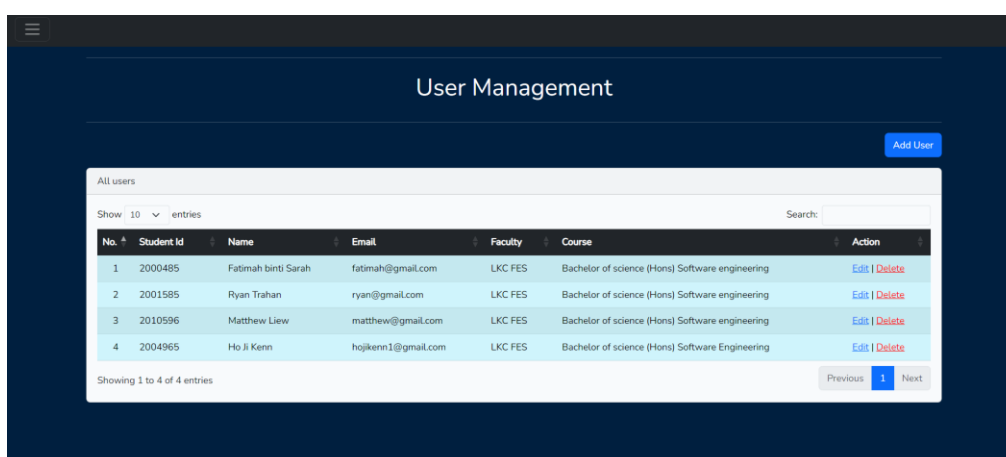 User Management
Add User
All users
Show 10 entries Search:
No. Student Id Name Email Faculty Course Action
1 2000485 Fatimah binti Sarah fatimah@gmail.com LKC FES Bachelor of science (Hons) Software engineering Edit | Delete
2 2001585 Ryan Trahan ryan@gmail.com LKC FES Bachelor of science (Hons) Software engineering Edit | Delete
3 2010596 Matthew Liew matthew@gmail.com LKC FES Bachelor of science (Hons) Software engineering Edit | Delete
4 2004965 Ho Ji Kenn hojikenn1@gmail.com LKC FES Bachelor of science (Hons) Software Engineering Edit | Delete
Showing 1 to 4 of 4 entries Previous 1 Next